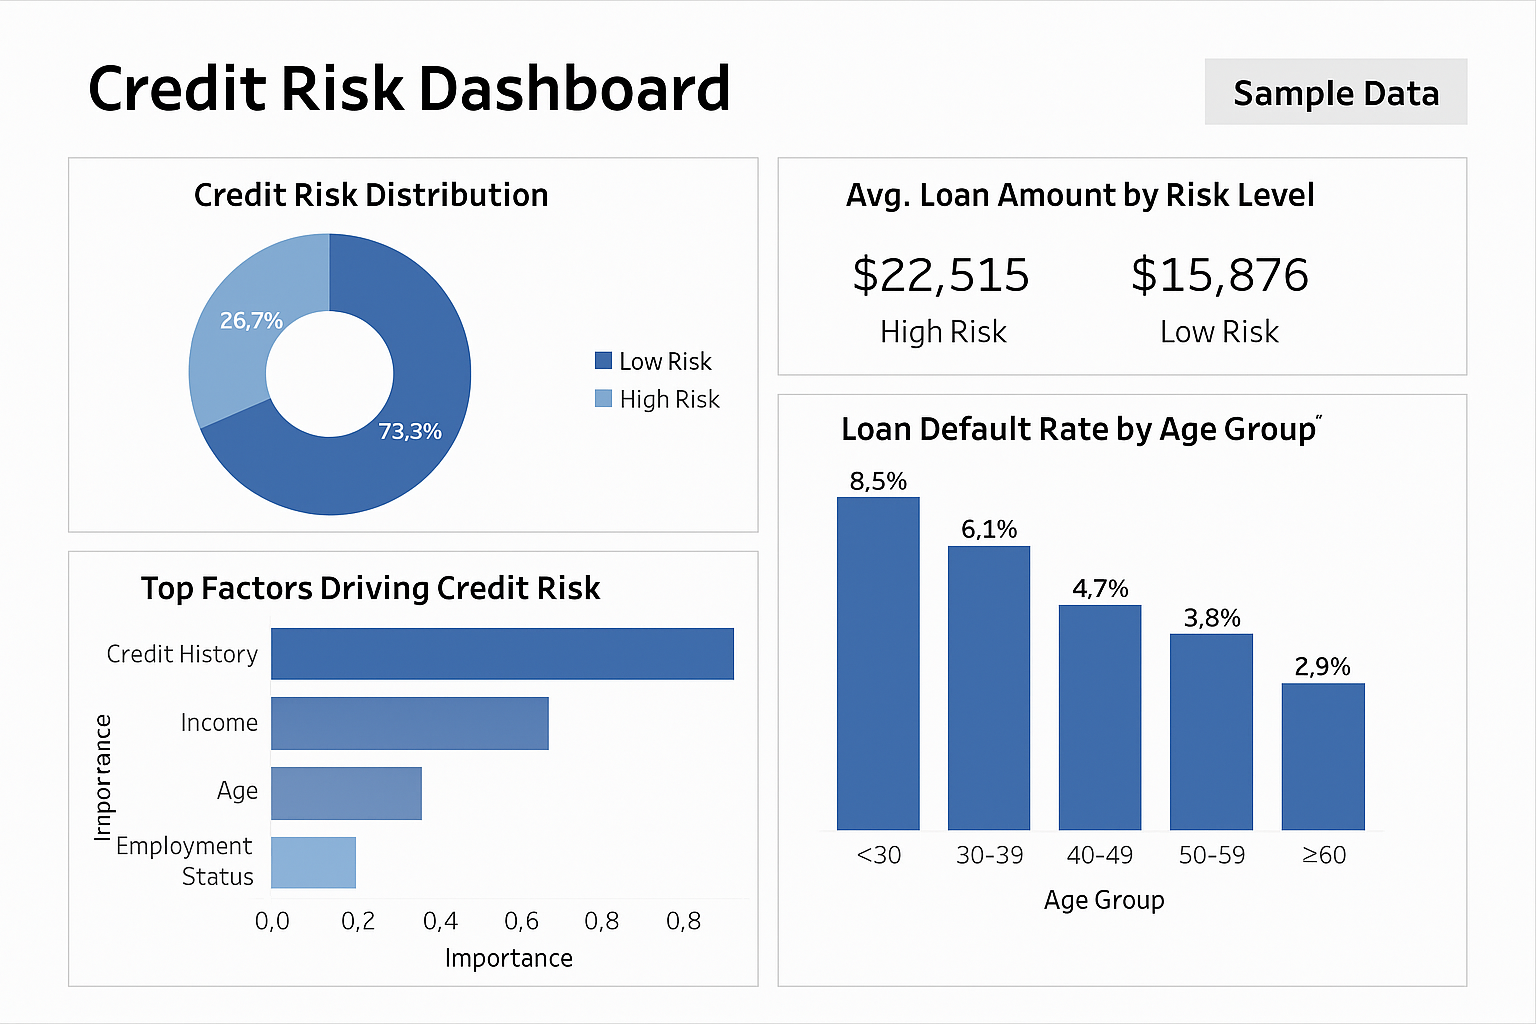 Credit Risk Dashboard
Sample Data
Credit Risk Distribution
26,7%
73,3%
Low Risk
High Risk
Avg. Loan Amount by Risk Level
$22,515
$15,876
High Risk
Low Risk
Top Factors Driving Credit Risk
Credit History
Income
Age
Employment
Status
Imporrance
0,0 0,2 0,4 0,6 0,8 0,8
Importance
Loan Default Rate by Age Group˝
8,5%
6,1%
4,7%
3,8%
2,9%
<30 30-39 40-49 50-59 ≥60
Age Group